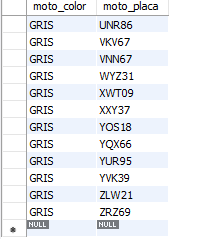 moto_color moto_placa
GRIS UNR86
GRIS VKV67
GRIS VNN67
GRIS WYZ31
GRIS XWT09
GRIS XXY37
GRIS YOS18
GRIS YQX66
GRIS YUR95
GRIS YVK39
GRIS ZLW21
GRIS ZRZ69
NULL NULL